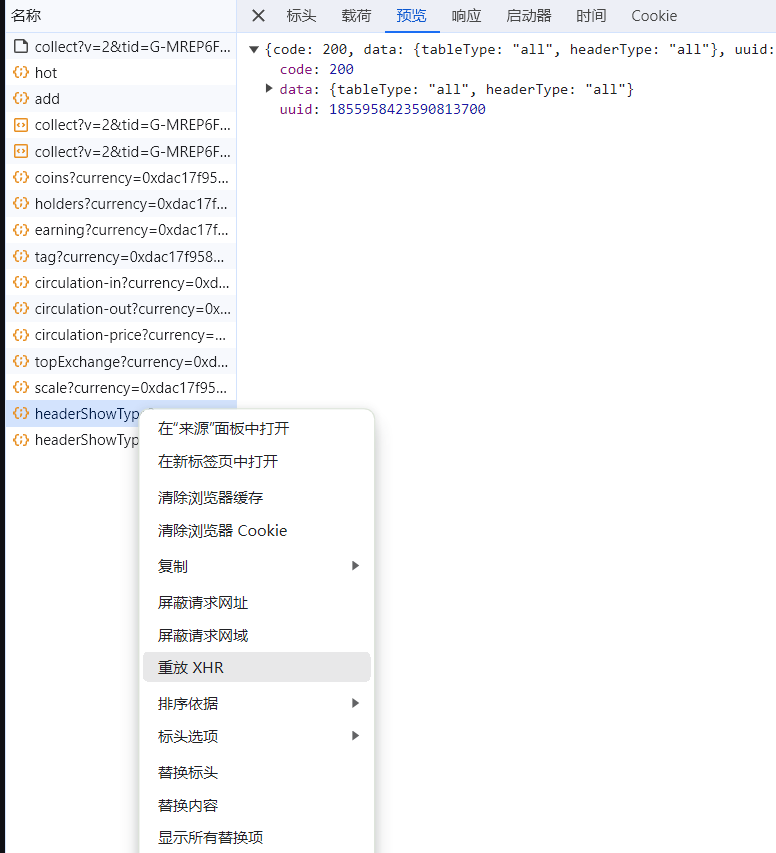 名称
标头 载荷 预览 响应 启动器 时间 Cookie
collect?v=2&tid=G-MREP6F...
hot
add
collect?v=2&tid=G-MREP6F...
collect?v=2&tid=G-MREP6F...
coins?currency=0xdac17f95...
holders?currency=0xdac17f...
earning?currency=0xdac17f...
tag?currency=0xdac17f958...
circulation-in?currency=0xd...
circulation-out?currency=0x...
circulation-price?currency=...
topExchange?currency=0xd...
scale?currency=0xdac17f95...
headerShowTyp
headerShowTyp
{code: 200, data: {tableType: "all", headerType: "all"}, uuid:
code: 200
data: {tableType: "all", headerType: "all"}
uuid: 1855958423590813700
在“来源”面板中打开
在新标签页中打开
清除浏览器缓存
清除浏览器 Cookie
复制
屏蔽请求网址
屏蔽请求网域
重放 XHR
排序依据
标头选项
替换标头
替换内容
显示所有替换项